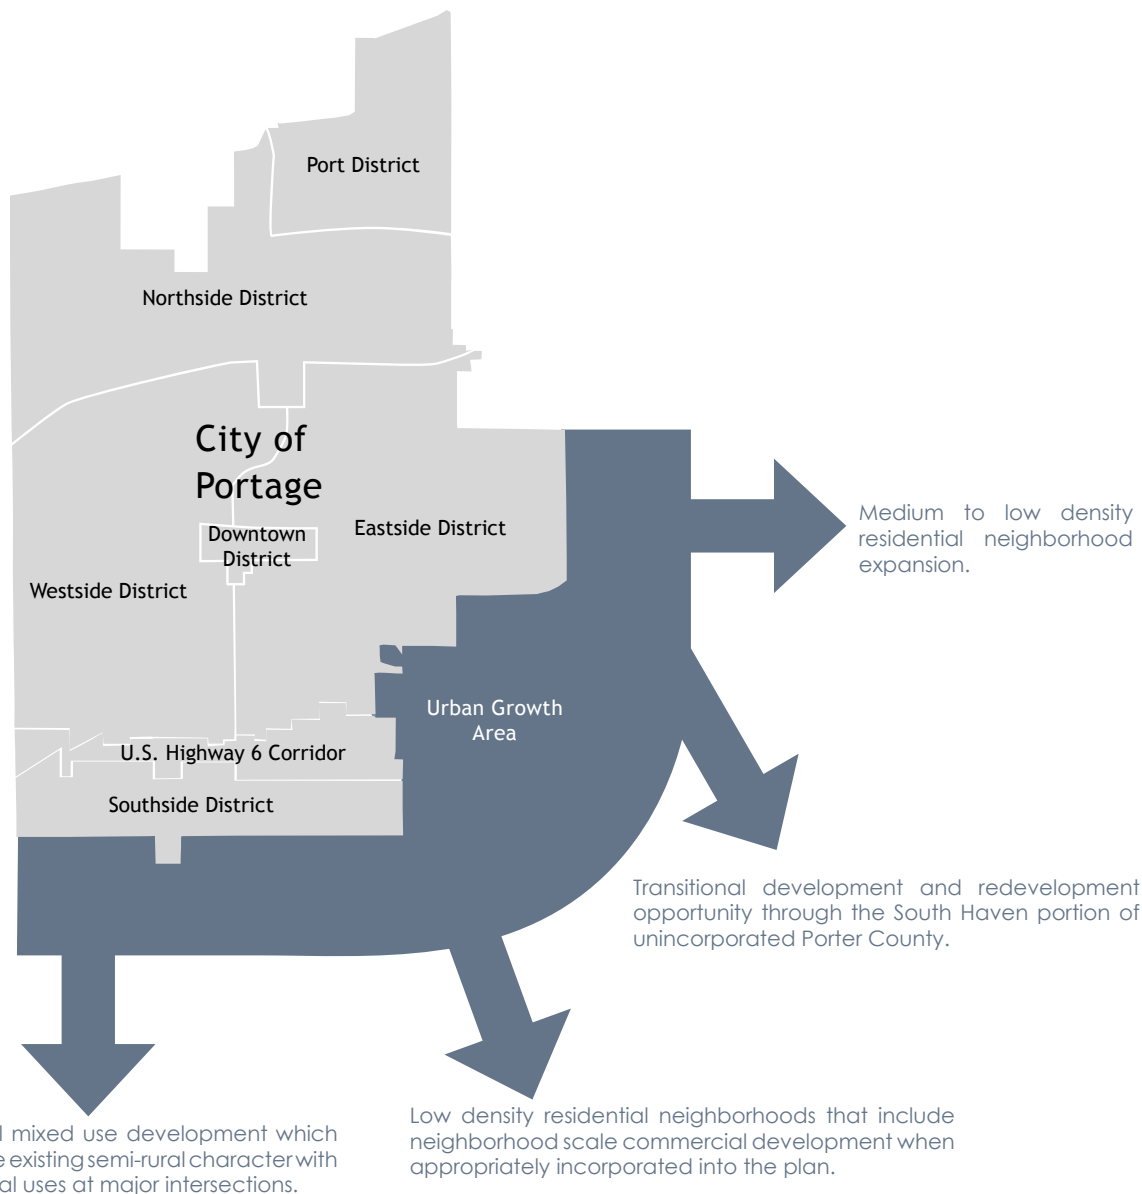 Port District
Northside District
City of
Portage
Downtown
District
Eastside District
Westside District
Urban Growth
Area
U.S. Highway 6 Corridor
Southside District
Medium to low density
residential neighborhood
expansion.
Transitional development and redevelopment
opportunity through the South Haven portion of
unincorporated Porter County.
Low density residential neighborhoods that include
neighborhood scale commercial development when
appropriately incorporated into the plan.
mixed use development which
existing semi-rural character with
uses at major intersections.